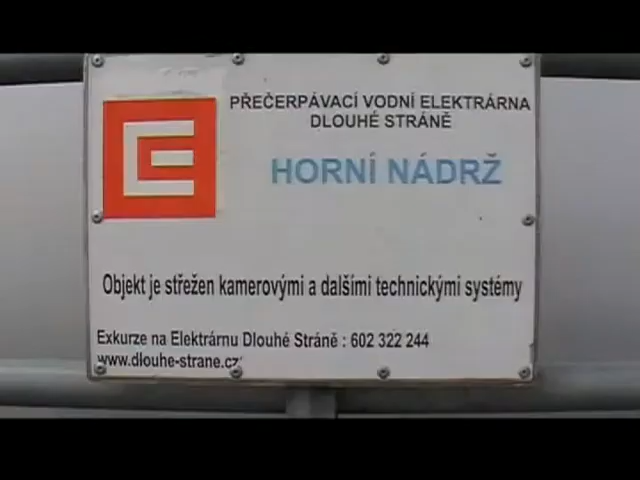 PŘEČERPÁVACÍ VODNÍ ELEKTRÁRNA
DLOUHÉ STRÁNĚ
HORNÍ NÁDRŽ
Objekt je střežen kamerovými a dalšími technickými systémy
Exkurze na Elektrárnu Dlouhé Stráně : 602 322 244
www.dlouhe-strane.cz